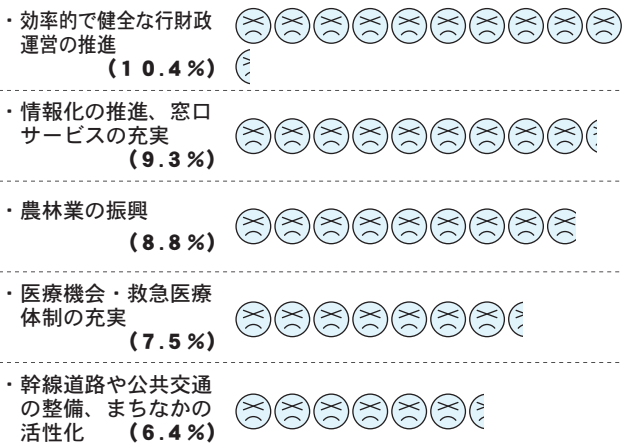 ・効率的で健全な行財政
運営の推進
(10.4%)
・情報化の推進、窓口
サービスの充実
(9.3%)
・農林業の振興
(8.8%)
・医療機会・救急医療
体制の充実
(7.5%)
・幹線道路や公共交通
の整備、まちなかの
活性化 (6.4%)